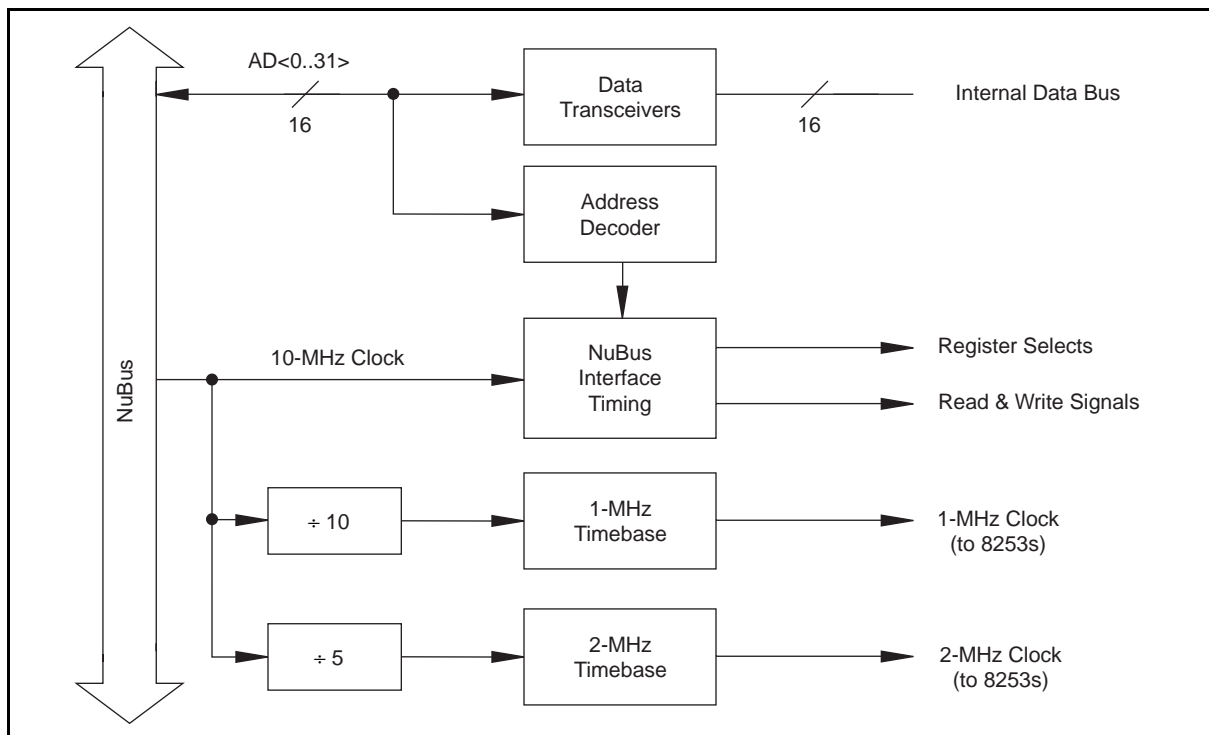 AD<0..31>
16
Data
Transceivers
16
Internal Data Bus
Address
Decoder
NuBus
10-MHz Clock
NuBus
Interface
Timing
Register Selects
Read & Write Signals
÷ 10
1-MHz
Timebase
1-MHz Clock
(to 8253s)
÷ 5
2-MHz
Timebase
2-MHz Clock
(to 8253s)